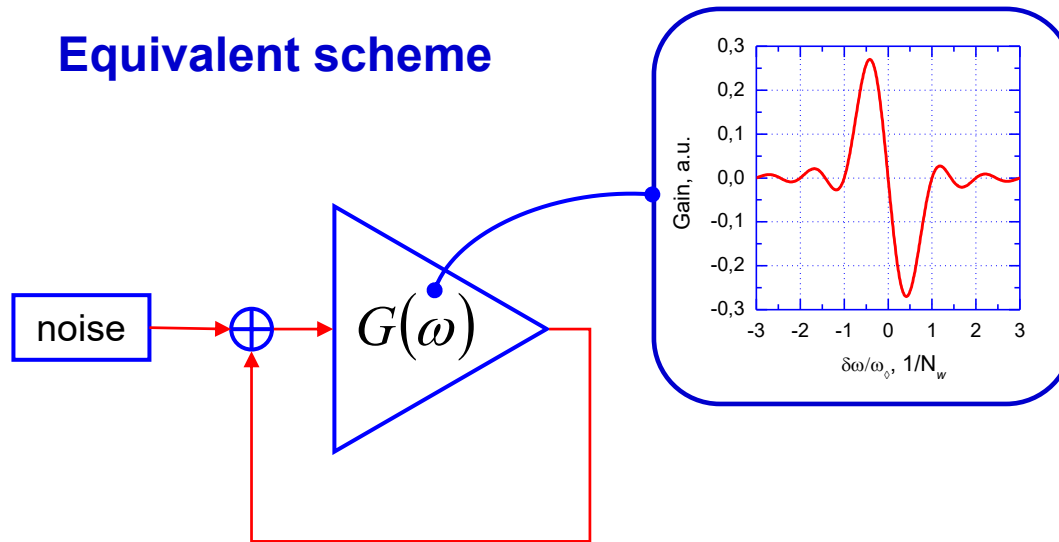 Equivalent scheme
noise
G(ω)
Gain, a.u.
0,3
0,2
0,1
0,0
-0,1
-0,2
-0,3
-3 -2 -1 0 1 2 3
δω/ω◊, 1/Nw